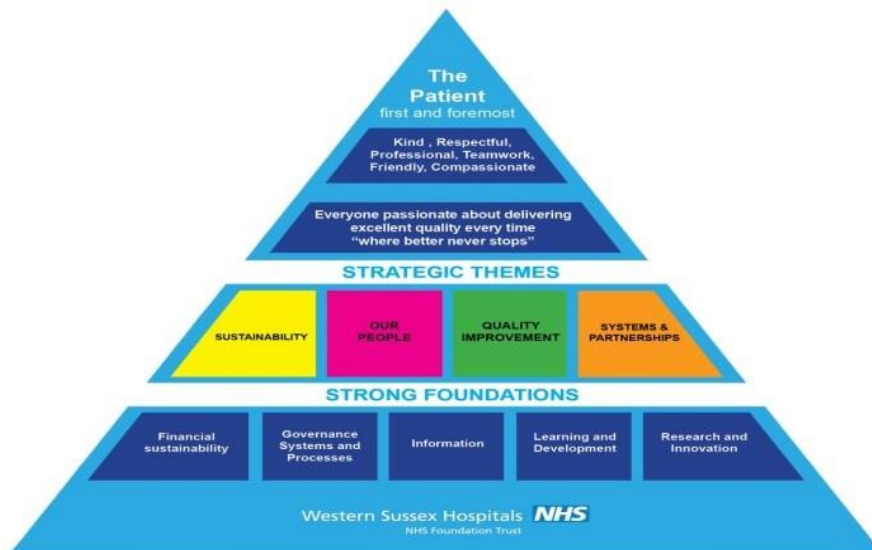 The
Patient
first and foremost
Kind , Respectful,
Professional, Teamwork,
Friendly, Compassionate
Everyone passionate about delivering
excellent quality every time
“where better never stops”
STRATEGIC THEMES
SUSTAINABILITY
OUR
PEOPLE
QUALITY
IMPROVEMENT
SYSTEMS &
PARTNERSHIPS
STRONG FOUNDATIONS
Financial
sustainability
Governance
Systems and
Processes
Information
Learning and
Development
Research and
Innovation
Western Sussex Hospitals NHS
NHS Foundation Trust